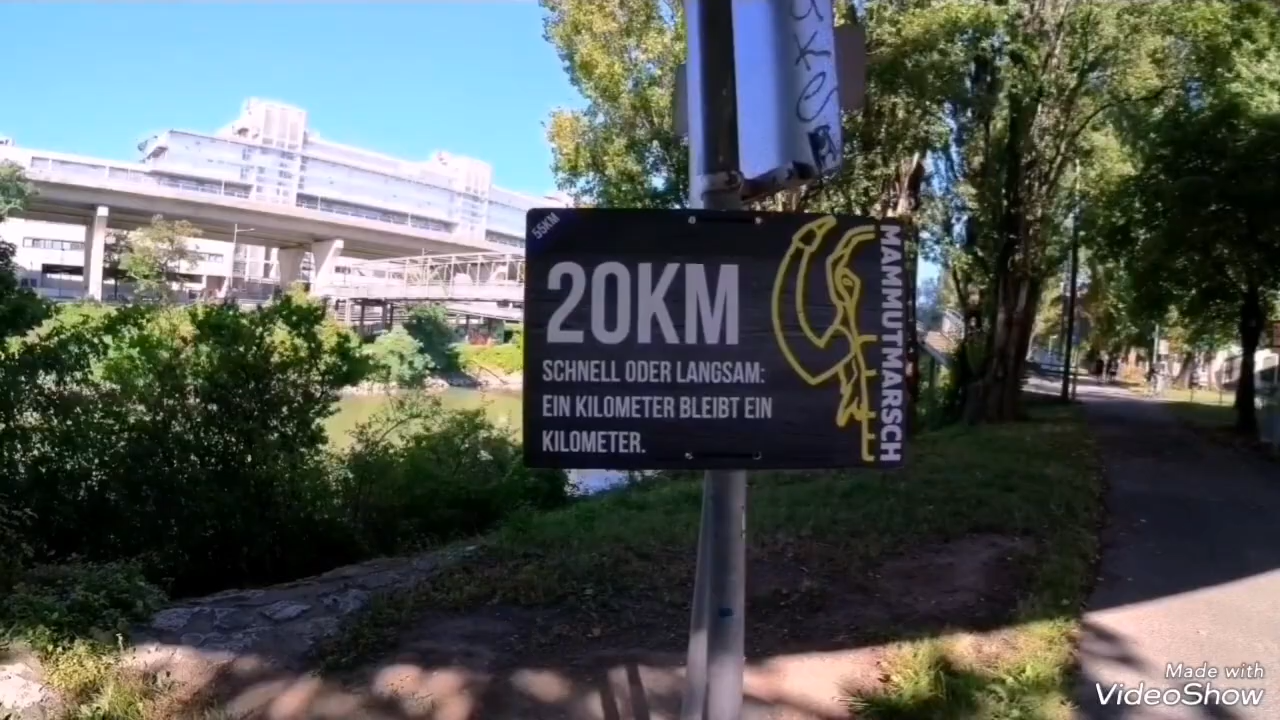 55KM
20KM
SCHNELL ODER LANGSAM:
EIN KILOMETER BLEIBT EIN
KILOMETER.
MAMMUTMARSCH
Made with
VideoShow